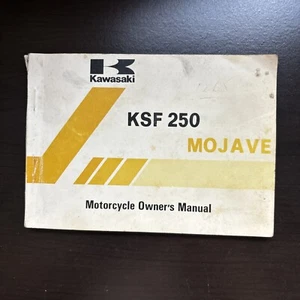 Kawasaki
KSF 250
MOJAVE
Motorcycle Owner's Manual